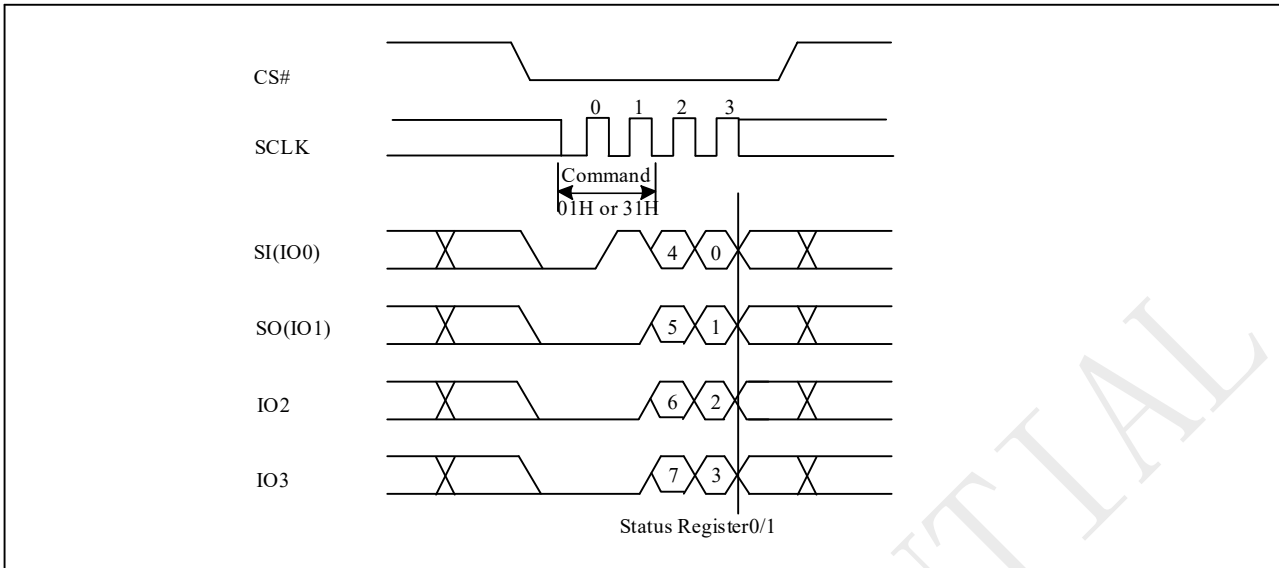 CS#
0 1 2 3
SCLK
Command
01H or 31H
SI(IO0)
4 0
SO(IO1)
5 1
IO2
6 2
IO3
7 3
Status Register0/1
NTIAL